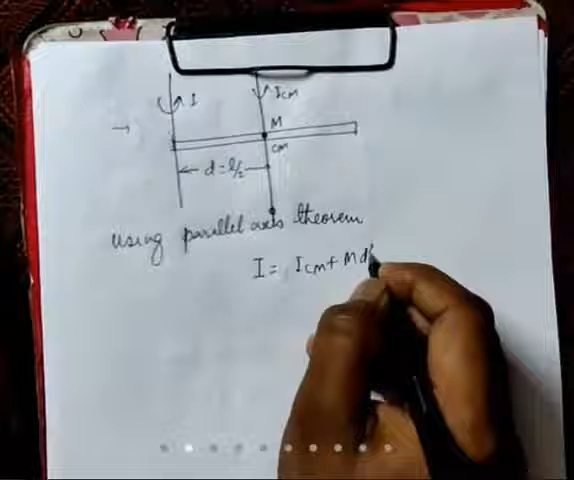 I
ICM
M
CM
d = l/2
using parallel axis theorem
I = ICM + Md